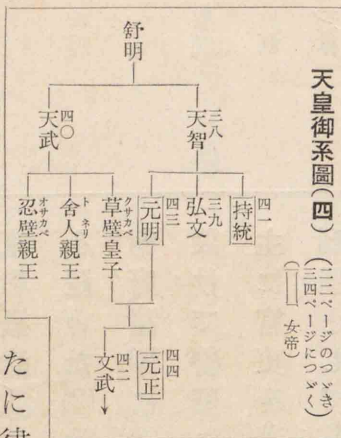 天皇御系圖(四)
(二二ページのつゞき
三四ページにつゞく)
(▭ 女帝)
舒明
三八
天智
四〇
天武
四一
持統
三九
弘文
四三
元明
クサカベ
草壁皇子
トネリ
舍人親王
オサカベ
忍壁親王
四四
元正
四二
文武
たに律